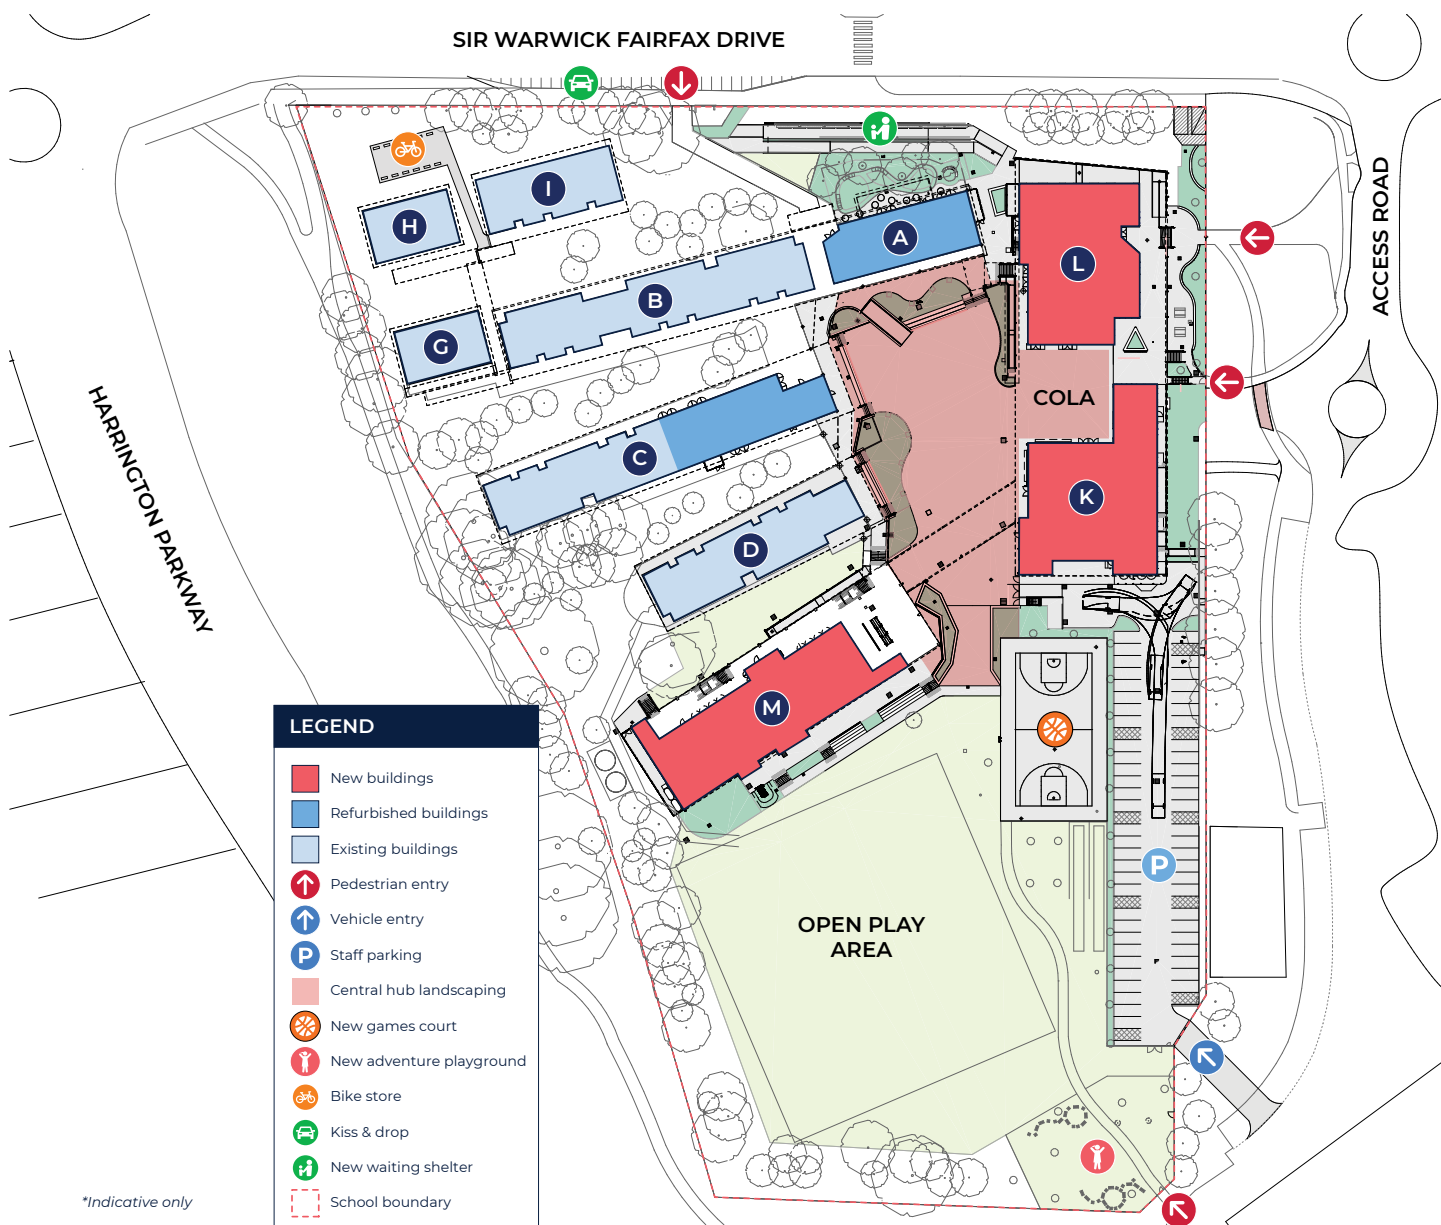 SIR WARWICK FAIRFAX DRIVE
I
H
A
L
B
G
ACCESS ROAD
COLA
HARRINGTON PARKWAY
C
K
D
M
P
OPEN PLAY
AREA
LEGEND
New buildings
Refurbished buildings
Existing buildings
Pedestrian entry
Vehicle entry
P Staff parking
Central hub landscaping
New games court
New adventure playground
Bike store
Kiss & drop
New waiting shelter
School boundary
*Indicative only